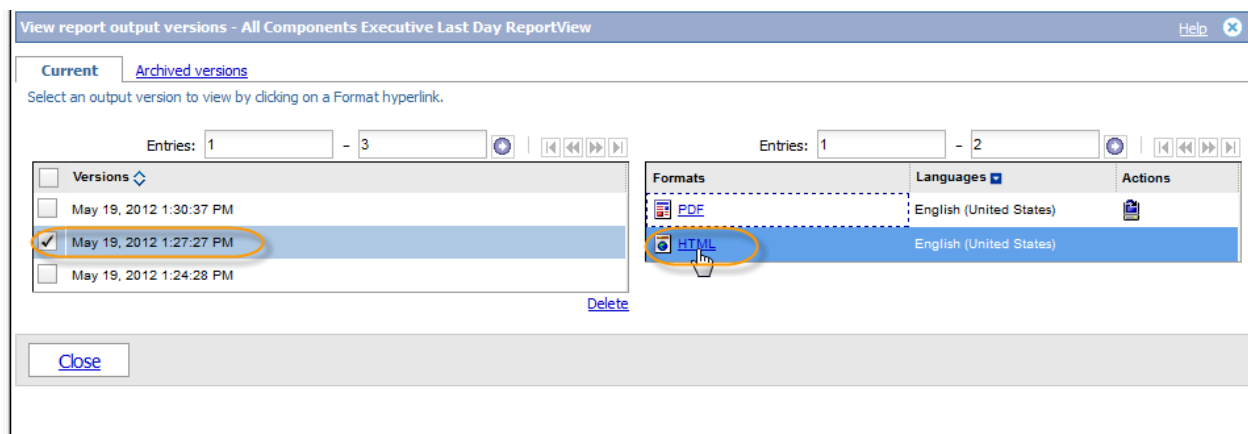 View report output versions - All Components Executive Last Day ReportView Help
Current Archived versions
Select an output version to view by clicking on a Format hyperlink.
Entries: 1 - 3
Versions
May 19, 2012 1:30:37 PM
May 19, 2012 1:27:27 PM
May 19, 2012 1:24:28 PM
Delete
Entries: 1 - 2
Formats Languages Actions
PDF English (United States)
HTML English (United States)
Close